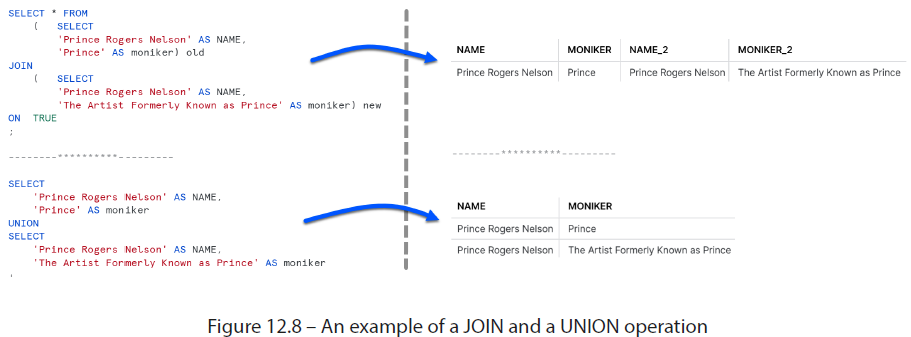 SELECT * FROM
( SELECT
'Prince Rogers Nelson' AS NAME,
'Prince' AS moniker) old
JOIN
( SELECT
'Prince Rogers Nelson' AS NAME,
'The Artist Formerly Known as Prince' AS moniker) new
ON TRUE
;
--------**********---------
SELECT
'Prince Rogers Nelson' AS NAME,
'Prince' AS moniker
UNION
SELECT
'Prince Rogers Nelson' AS NAME,
'The Artist Formerly Known as Prince' AS moniker
NAME MONIKER NAME_2 MONIKER_2
Prince Rogers Nelson Prince Prince Rogers Nelson The Artist Formerly Known as Prince
--------**********---------
NAME MONIKER
Prince Rogers Nelson Prince
Prince Rogers Nelson The Artist Formerly Known as Prince
Figure 12.8 – An example of a JOIN and a UNION operation